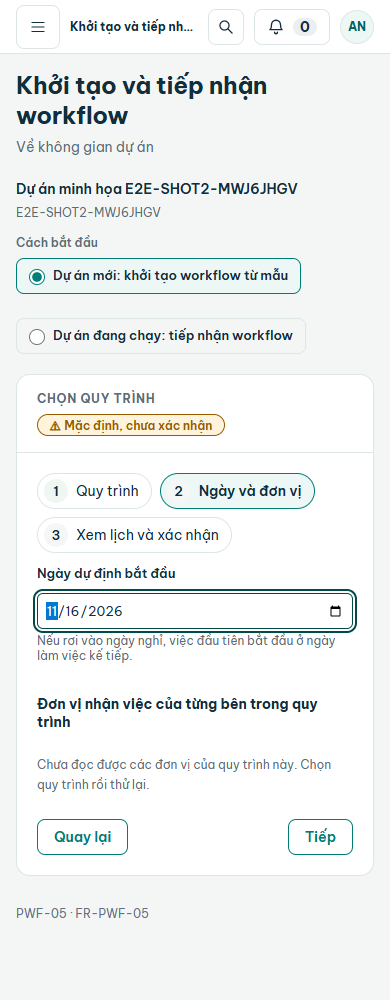 Khởi tạo và tiếp nh...
0
AN
Khởi tạo và tiếp nhận
workflow
Về không gian dự án
Dự án minh họa E2E-SHOT2-MWJ6JHGV
E2E-SHOT2-MWJ6JHGV
Cách bắt đầu
Dự án mới: khởi tạo workflow từ mẫu
Dự án đang chạy: tiếp nhận workflow
CHỌN QUY TRÌNH
⚠ Mặc định, chưa xác nhận
1 Quy trình
2 Ngày và đơn vị
3 Xem lịch và xác nhận
Ngày dự định bắt đầu
11/16/2026
Nếu rơi vào ngày nghỉ, việc đầu tiên bắt đầu ở ngày
làm việc kế tiếp.
Đơn vị nhận việc của từng bên trong quy
trình
Chưa đọc được các đơn vị của quy trình này. Chọn
quy trình rồi thử lại.
Quay lại
Tiếp
PWF-05 · FR-PWF-05